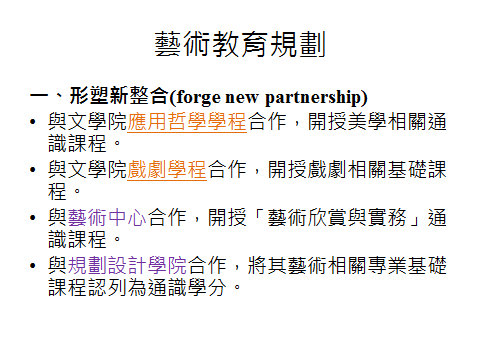 藝術教育規劃
一、形塑新整合(forge new partnership)
• 與文學院應用哲學學程合作，開授美學相關通
識課程。
• 與文學院戲劇學程合作，開授戲劇相關基礎課
程。
• 與藝術中心合作，開授「藝術欣賞與實務」通
識課程。
• 與規劃設計學院合作，將其藝術相關專業基礎
課程認列為通識學分。